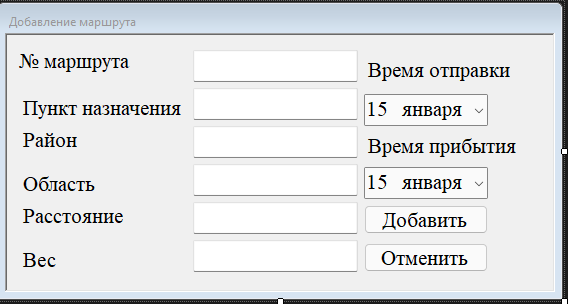 Добавление маршрута
№ маршрута
Время отправки
Пункт назначения
15 января
Район
Время прибытия
Область
15 января
Расстояние
Добавить
Вес
Отменить